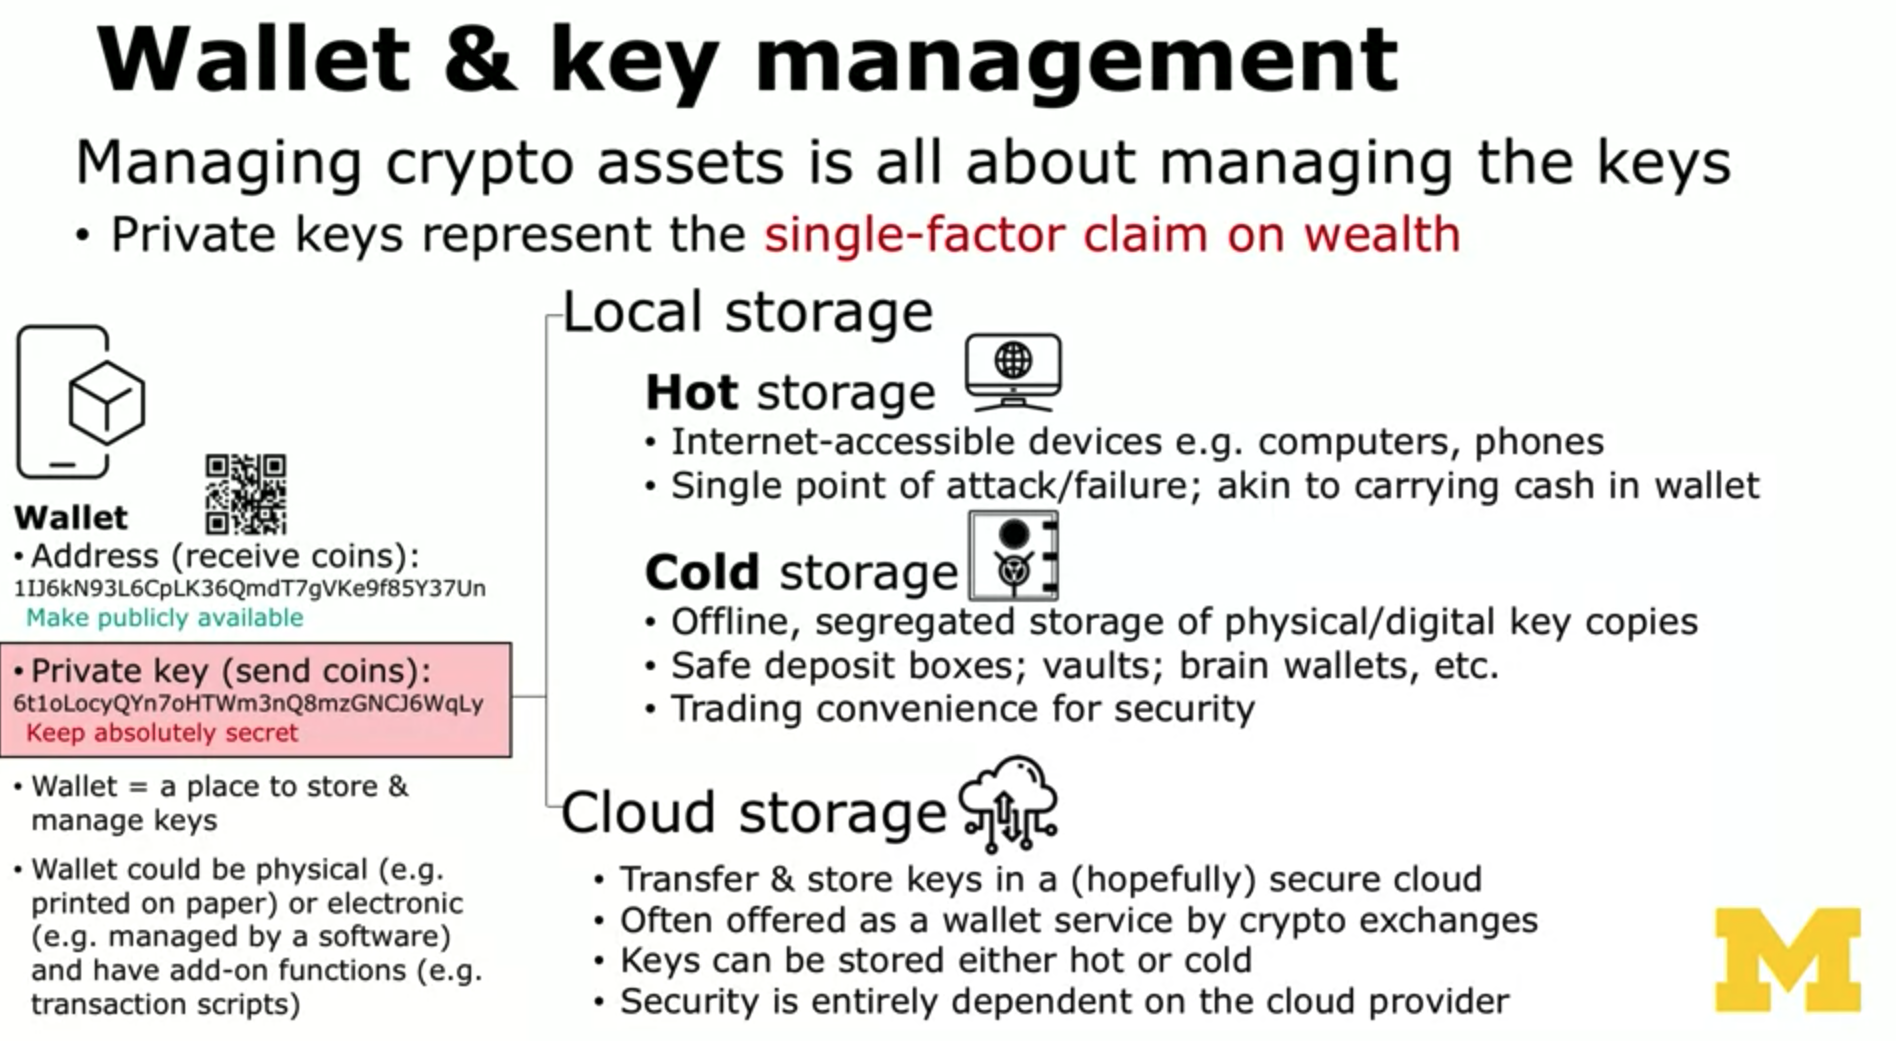 Wallet & key management
Managing crypto assets is all about managing the keys
• Private keys represent the single-factor claim on wealth
Wallet
• Address (receive coins):
1IJ6kN93L6CpLK36QmdT7gVKe9f85Y37Un
Make publicly available
• Private key (send coins):
6t1oLocyQYn7oHTWm3nQ8mzGNCJ6WqLy
Keep absolutely secret
• Wallet = a place to store &
manage keys
• Wallet could be physical (e.g.
printed on paper) or electronic
(e.g. managed by a software)
and have add-on functions (e.g.
transaction scripts)
Local storage
Hot storage
• Internet-accessible devices e.g. computers, phones
• Single point of attack/failure; akin to carrying cash in wallet
Cold storage
• Offline, segregated storage of physical/digital key copies
• Safe deposit boxes; vaults; brain wallets, etc.
• Trading convenience for security
Cloud storage
• Transfer & store keys in a (hopefully) secure cloud
• Often offered as a wallet service by crypto exchanges
• Keys can be stored either hot or cold
• Security is entirely dependent on the cloud provider
M